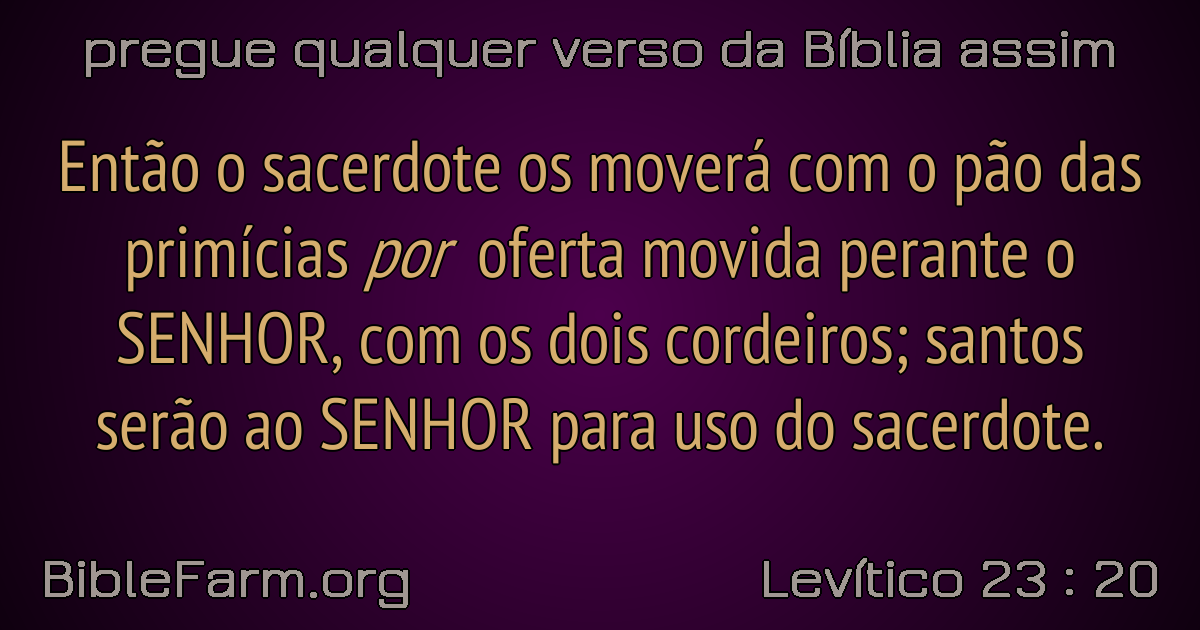 pregue qualquer verso da Bíblia assim
Então o sacerdote os moverá com o pão das
primícias por oferta movida perante o
SENHOR, com os dois cordeiros; santos
serão ao SENHOR para uso do sacerdote.
BibleFarm.org
Levítico 23 : 20